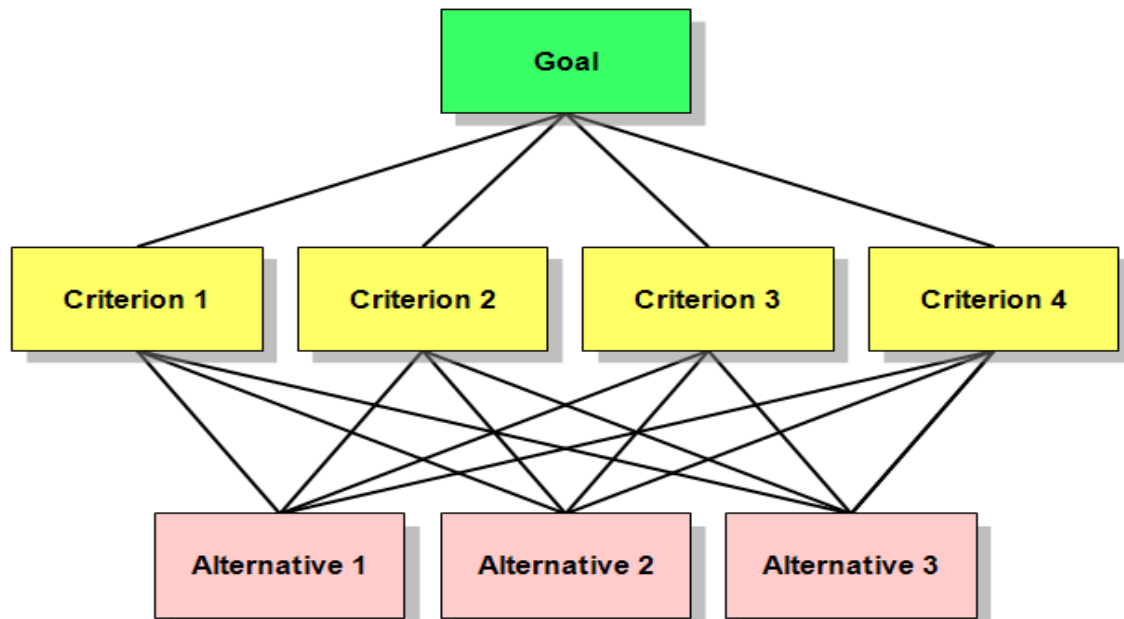 Goal
Criterion 1
Criterion 2
Criterion 3
Criterion 4
Alternative 1
Alternative 2
Alternative 3